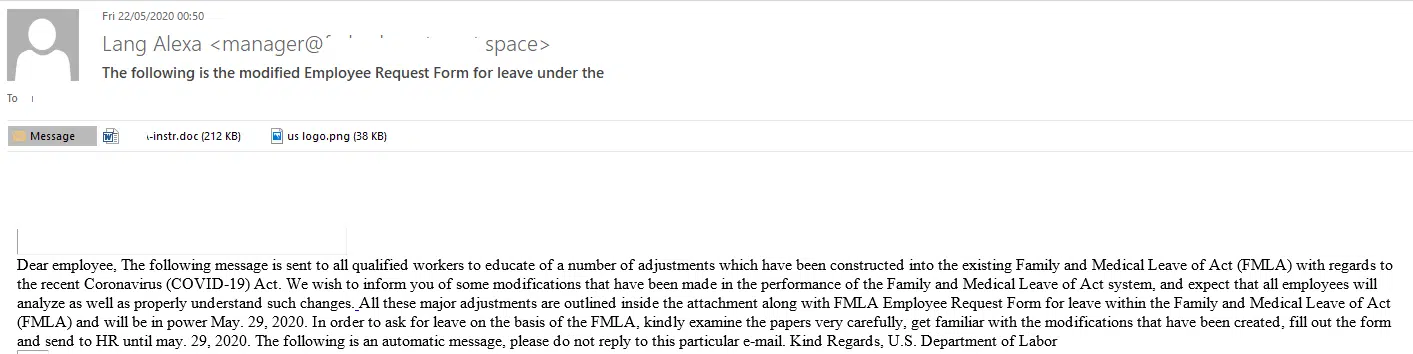 Fri 22/05/2020 00:50
Lang Alexa <manager@ space>
The following is the modified Employee Request Form for leave under the
To
Message -instr.doc (212 KB) us logo.png (38 KB)
Dear employee, The following message is sent to all qualified workers to educate of a number of adjustments which have been constructed into the existing Family and Medical Leave of Act (FMLA) with regards to
the recent Coronavirus (COVID-19) Act. We wish to inform you of some modifications that have been made in the performance of the Family and Medical Leave of Act system, and expect that all employees will
analyze as well as properly understand such changes. All these major adjustments are outlined inside the attachment along with FMLA Employee Request Form for leave within the Family and Medical Leave of Act
(FMLA) and will be in power May. 29, 2020. In order to ask for leave on the basis of the FMLA, kindly examine the papers very carefully, get familiar with the modifications that have been created, fill out the form
and send to HR until may. 29, 2020. The following is an automatic message, please do not reply to this particular e-mail. Kind Regards, U.S. Department of Labor